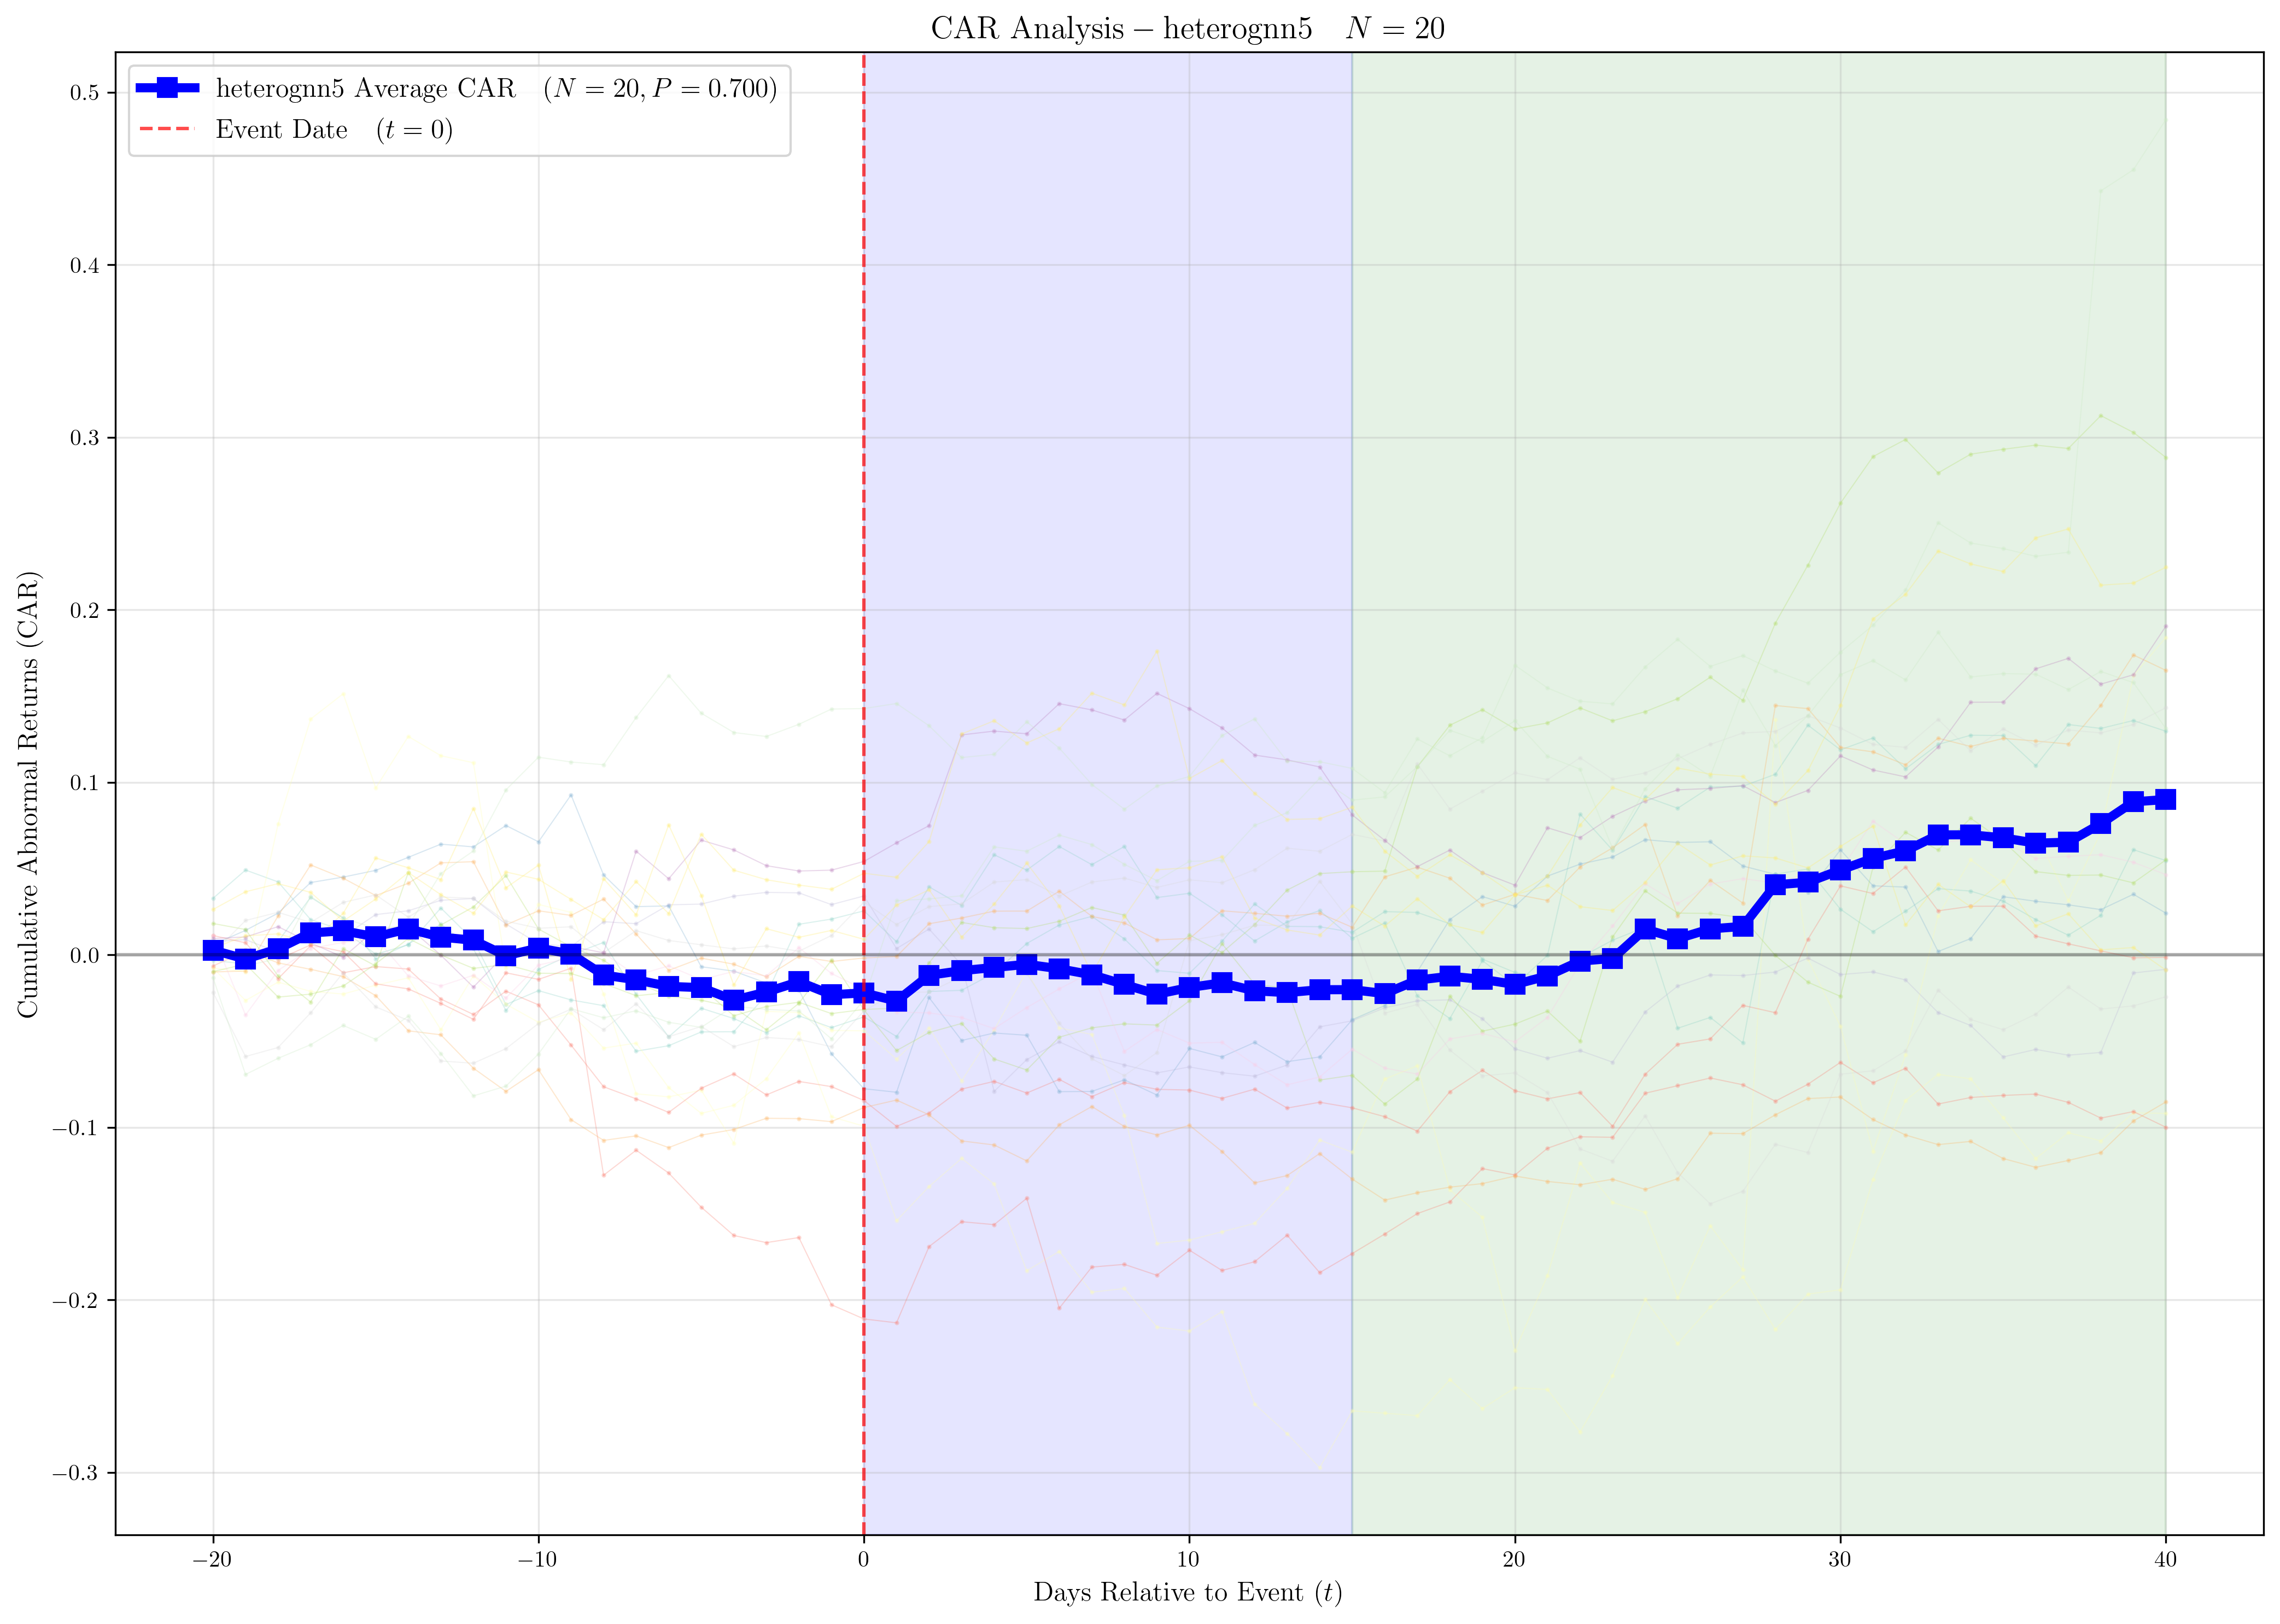 CAR Analysis – heterognn5 N = 20
heterognn5 Average CAR (N = 20, P = 0.700)
Event Date (t = 0)
Cumulative Abnormal Returns (CAR)
0.5
0.4
0.3
0.2
0.1
0.0
−0.1
−0.2
−0.3
−20 −10 0 10 20 30 40
Days Relative to Event (t)